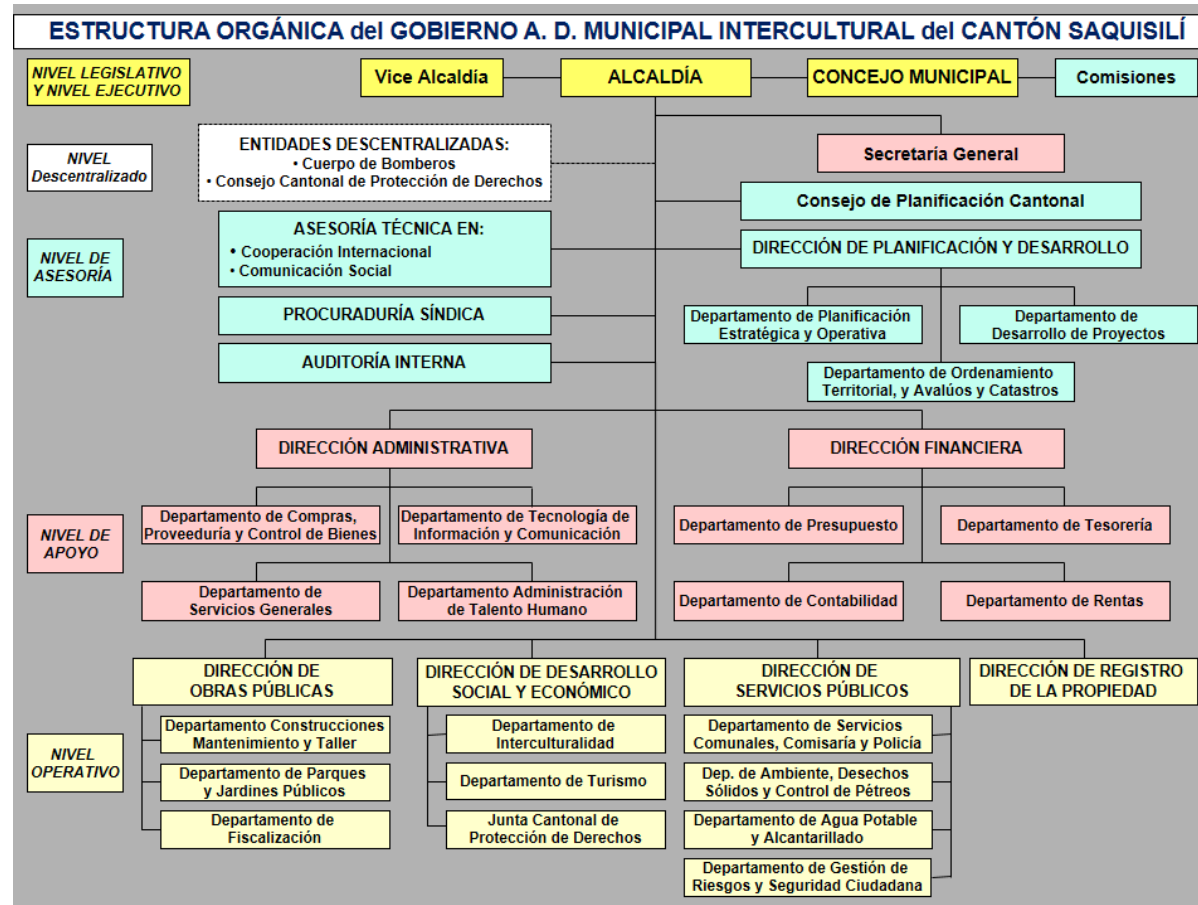 ESTRUCTURA ORGÁNICA del GOBIERNO A. D. MUNICIPAL INTERCULTURAL del CANTÓN SAQUISILÍ
NIVEL LEGISLATIVO
Y NIVEL EJECUTIVO
Vice Alcaldía
ALCALDÍA
CONCEJO MUNICIPAL
Comisiones
NIVEL
Descentralizado
ENTIDADES DESCENTRALIZADAS:
• Cuerpo de Bomberos
• Consejo Cantonal de Protección de Derechos
Secretaría General
Consejo de Planificación Cantonal
NIVEL DE
ASESORÍA
ASESORÍA TÉCNICA EN:
• Cooperación Internacional
• Comunicación Social
DIRECCIÓN DE PLANIFICACIÓN Y DESARROLLO
PROCURADURÍA SÍNDICA
Departamento de Planificación
Estratégica y Operativa
Departamento de
Desarrollo de Proyectos
AUDITORÍA INTERNA
Departamento de Ordenamiento
Territorial, y Avalúos y Catastros
DIRECCIÓN ADMINISTRATIVA
DIRECCIÓN FINANCIERA
NIVEL DE
APOYO
Departamento de Compras,
Proveeduría y Control de Bienes
Departamento de Tecnología de
Información y Comunicación
Departamento de Presupuesto
Departamento de Tesorería
Departamento de
Servicios Generales
Departamento Administración
de Talento Humano
Departamento de Contabilidad
Departamento de Rentas
DIRECCIÓN DE
OBRAS PÚBLICAS
DIRECCIÓN DE DESARROLLO
SOCIAL Y ECONÓMICO
DIRECCIÓN DE
SERVICIOS PÚBLICOS
DIRECCIÓN DE REGISTRO
DE LA PROPIEDAD
NIVEL
OPERATIVO
Departamento Construcciones
Mantenimiento y Taller
Departamento de
Interculturalidad
Departamento de Servicios
Comunales, Comisaría y Policía
Departamento de Parques
y Jardines Públicos
Departamento de Turismo
Dep. de Ambiente, Desechos
Sólidos y Control de Pétreos
Departamento de
Fiscalización
Junta Cantonal de
Protección de Derechos
Departamento de Agua Potable
y Alcantarillado
Departamento de Gestión de
Riesgos y Seguridad Ciudadana